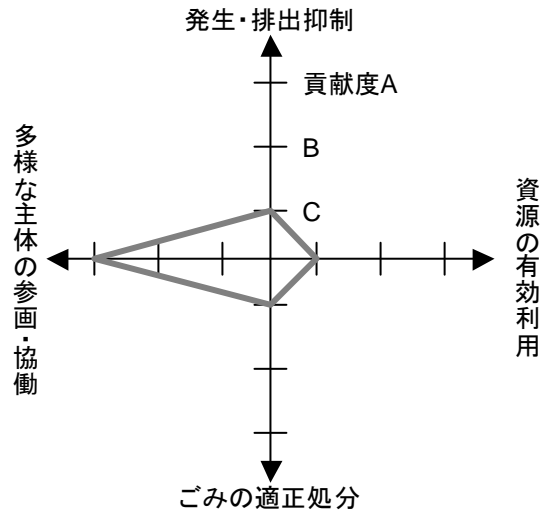 発生・排出抑制
貢献度A
B
C
多様な主体の参画・協働
資源の有効利用
ごみの適正処分